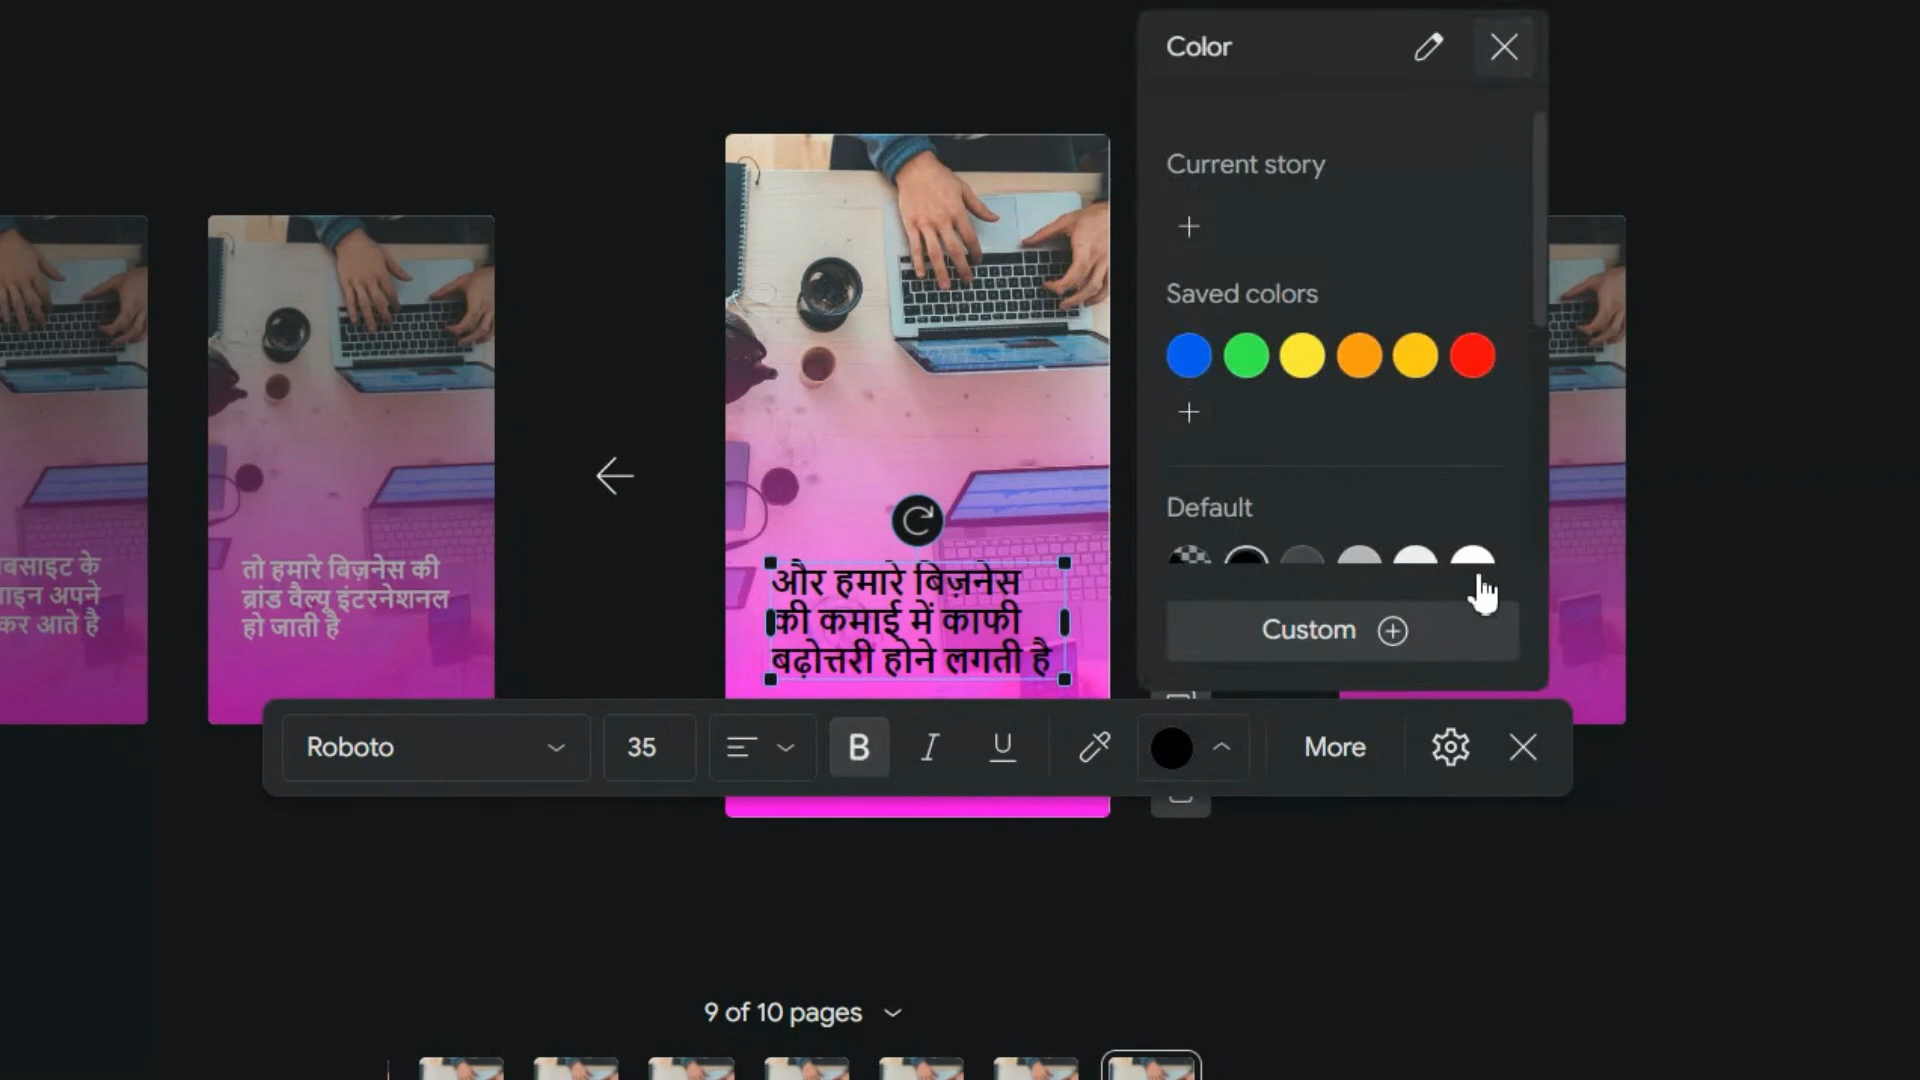 Color
Current story
Saved colors
Default
Custom
बसाइट के
इन अपने
कर आते है
तो हमारे बिज़नेस की
ब्रांड वैल्यू इंटरनेशनल
हो जाती है
और हमारे बिज़नेस
की कमाई में काफी
बढ़ोत्तरी होने लगती है
Roboto
35
B
I
U
More
9 of 10 pages